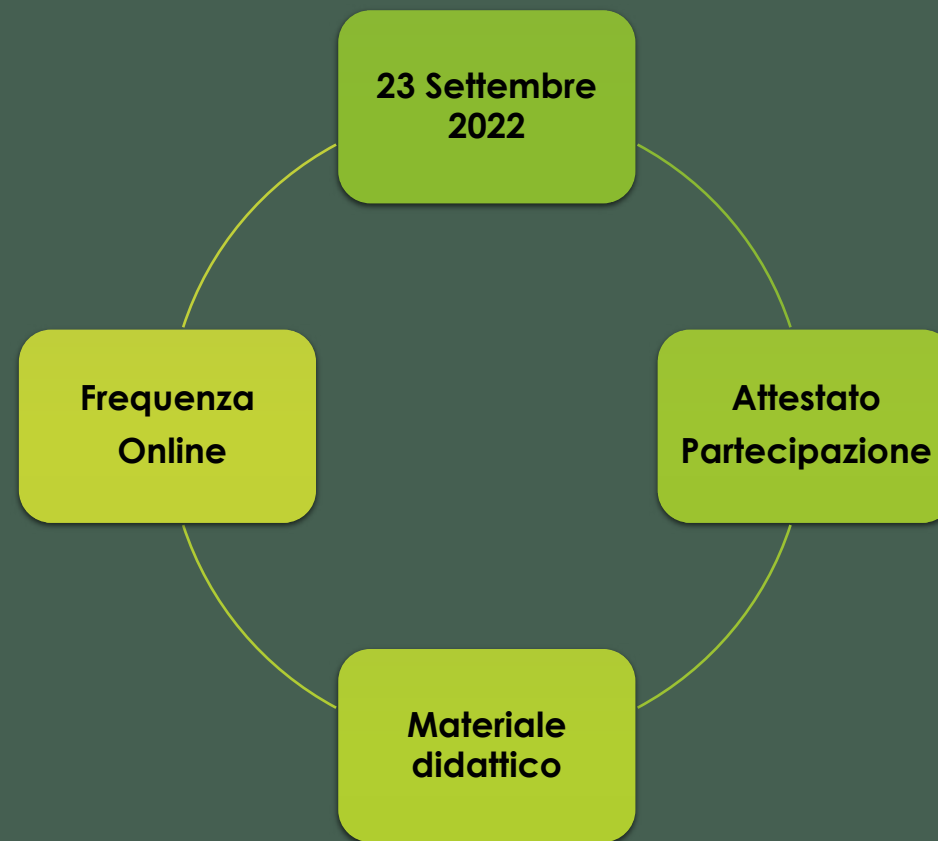 23 Settembre
2022
Frequenza
Online
Attestato
Partecipazione
Materiale
didattico